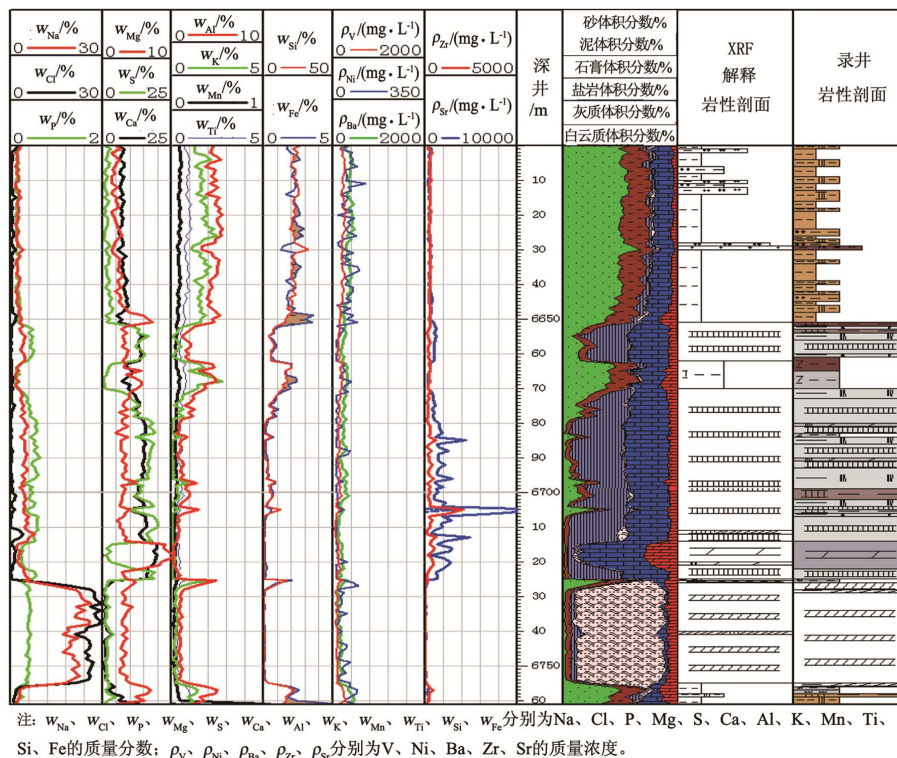 w_Na/%
0 30
w_Cl/%
0 30
w_P/%
0 2
w_Mg/%
0 10
w_S/%
0 25
w_Ca/%
0 25
w_Al/%
0 10
w_K/%
0 5
w_Mn/%
0 1
w_Ti/%
0 5
w_Si/%
0 50
w_Fe/%
0 5
ρ_V/(mg·L⁻¹)
0 2000
ρ_Ni/(mg·L⁻¹)
0 350
ρ_Ba/(mg·L⁻¹)
0 2000
ρ_Zr/(mg·L⁻¹)
0 5000
ρ_Sr/(mg·L⁻¹)
0 10000
深
井
/m
砂体积分数/%
泥体积分数/%
石膏体积分数/%
盐岩体积分数/%
灰质体积分数/%
白云质体积分数/%
XRF
解释
岩性剖面
录井
岩性剖面
10
20
30
40
6650
60
70
80
90
6700
10
20
30
40
6750
60
注: w_Na、w_Cl、w_P、w_Mg、w_S、w_Ca、w_Al、w_K、w_Mn、w_Ti、w_Si、w_Fe分别为Na、Cl、P、Mg、S、Ca、Al、K、Mn、Ti、
Si、Fe的质量分数；ρ_V、ρ_Ni、ρ_Ba、ρ_Zr、ρ_Sr分别为V、Ni、Ba、Zr、Sr的质量浓度。